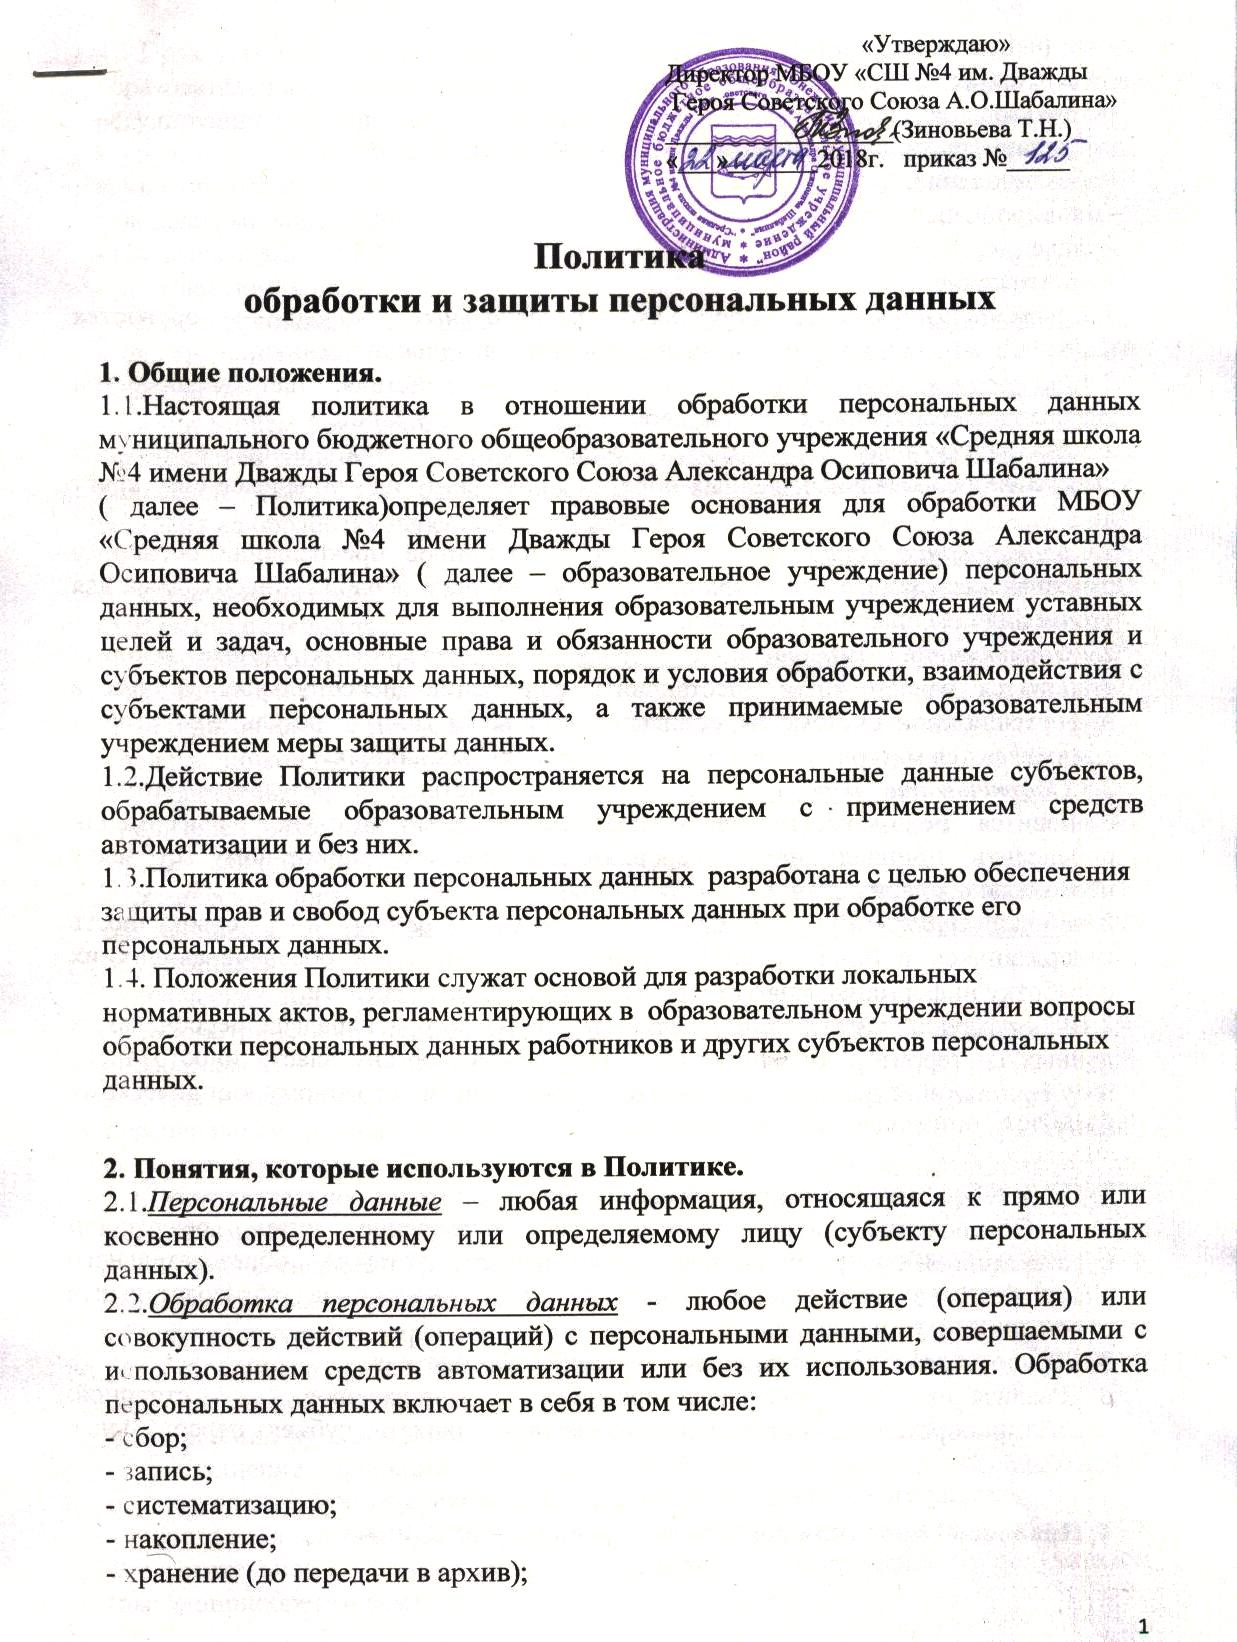 «Утверждаю»
Директор МБОУ «СШ №4 им. Дважды
Героя Советского Союза А.О.Шабалина»
(Зиновьева Т.Н.)
«22» марта 2018г. приказ № 125
Политика
обработки и защиты персональных данных
1. Общие положения.
1.1.Настоящая политика в отношении обработки персональных данных
муниципального бюджетного общеобразовательного учреждения «Средняя школа
№4 имени Дважды Героя Советского Союза Александра Осиповича Шабалина»
( далее – Политика)определяет правовые основания для обработки МБОУ
«Средняя школа №4 имени Дважды Героя Советского Союза Александра
Осиповича Шабалина» ( далее – образовательное учреждение) персональных
данных, необходимых для выполнения образовательным учреждением уставных
целей и задач, основные права и обязанности образовательного учреждения и
субъектов персональных данных, порядок и условия обработки, взаимодействия с
субъектами персональных данных, а также принимаемые образовательным
учреждением меры защиты данных.
1.2.Действие Политики распространяется на персональные данные субъектов,
обрабатываемые образовательным учреждением с применением средств
автоматизации и без них.
1.3.Политика обработки персональных данных разработана с целью обеспечения
защиты прав и свобод субъекта персональных данных при обработке его
персональных данных.
1.4. Положения Политики служат основой для разработки локальных
нормативных актов, регламентирующих в образовательном учреждении вопросы
обработки персональных данных работников и других субъектов персональных
данных.
2. Понятия, которые используются в Политике.
2.1.Персональные данные – любая информация, относящаяся к прямо или
косвенно определенному или определяемому лицу (субъекту персональных
данных).
2.2.Обработка персональных данных - любое действие (операция) или
совокупность действий (операций) с персональными данными, совершаемыми с
использованием средств автоматизации или без их использования. Обработка
персональных данных включает в себя в том числе:
- сбор;
- запись;
- систематизацию;
- накопление;
- хранение (до передачи в архив);
1